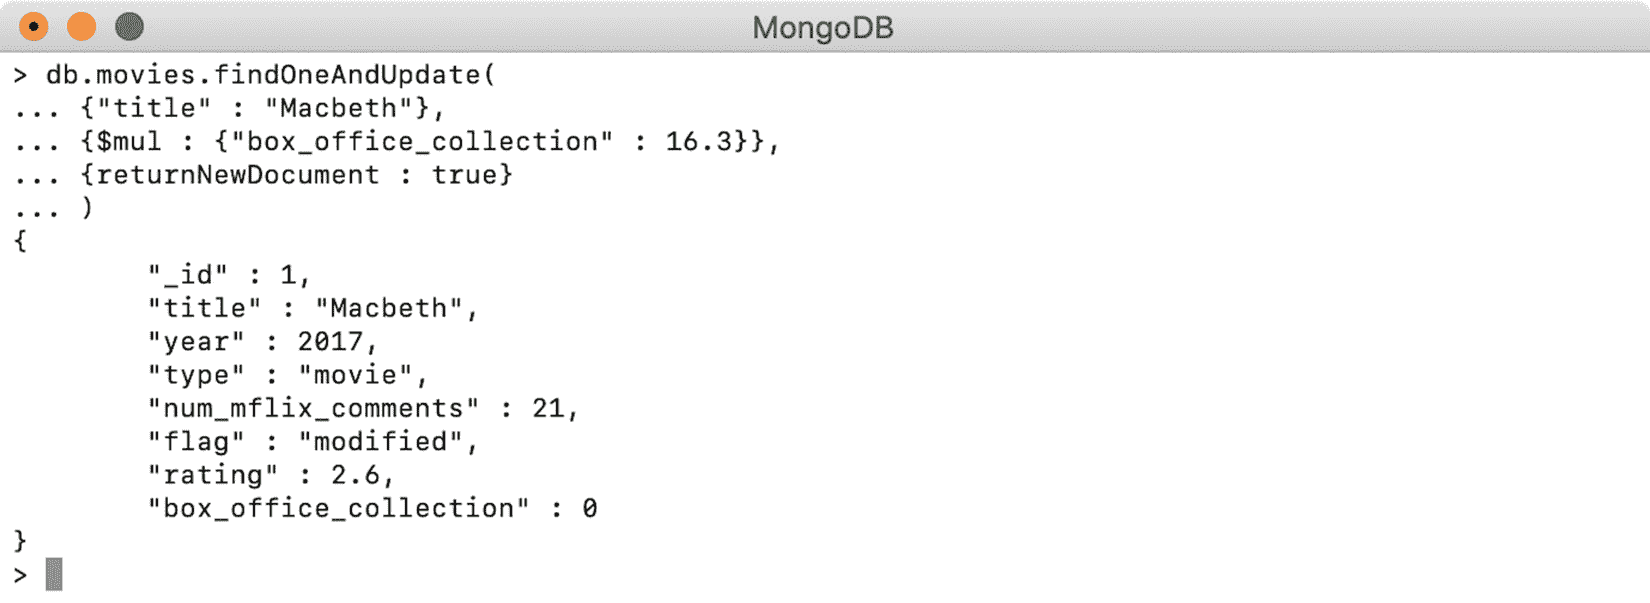 MongoDB
> db.movies.findOneAndUpdate(
... {"title" : "Macbeth"},
... {$mul : {"box_office_collection" : 16.3}},
... {returnNewDocument : true}
... )
{
        "_id" : 1,
        "title" : "Macbeth",
        "year" : 2017,
        "type" : "movie",
        "num_mflix_comments" : 21,
        "flag" : "modified",
        "rating" : 2.6,
        "box_office_collection" : 0
}
>